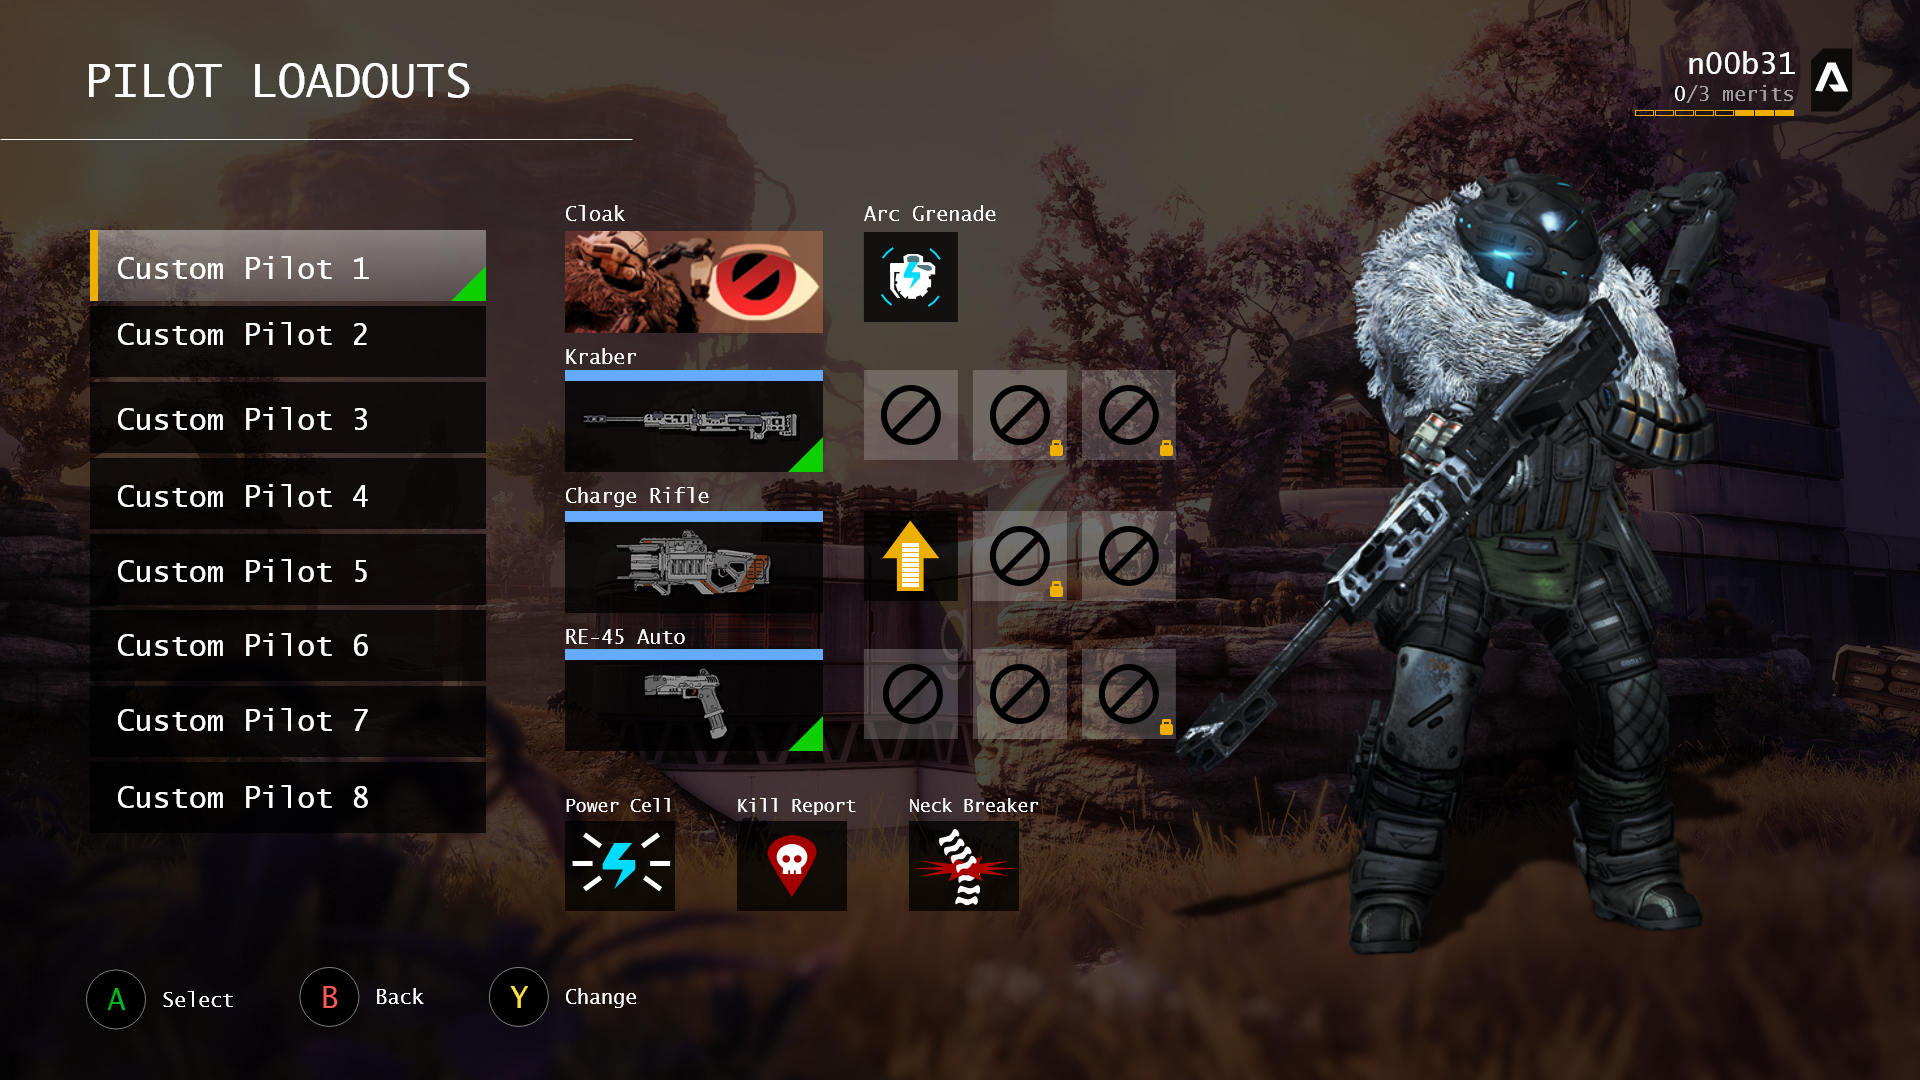 PILOT LOADOUTS
n00b31
0/3 merits
Custom Pilot 1
Custom Pilot 2
Custom Pilot 3
Custom Pilot 4
Custom Pilot 5
Custom Pilot 6
Custom Pilot 7
Custom Pilot 8
Cloak
Arc Grenade
Kraber
Charge Rifle
RE-45 Auto
Power Cell
Kill Report
Neck Breaker
A Select
B Back
Y Change